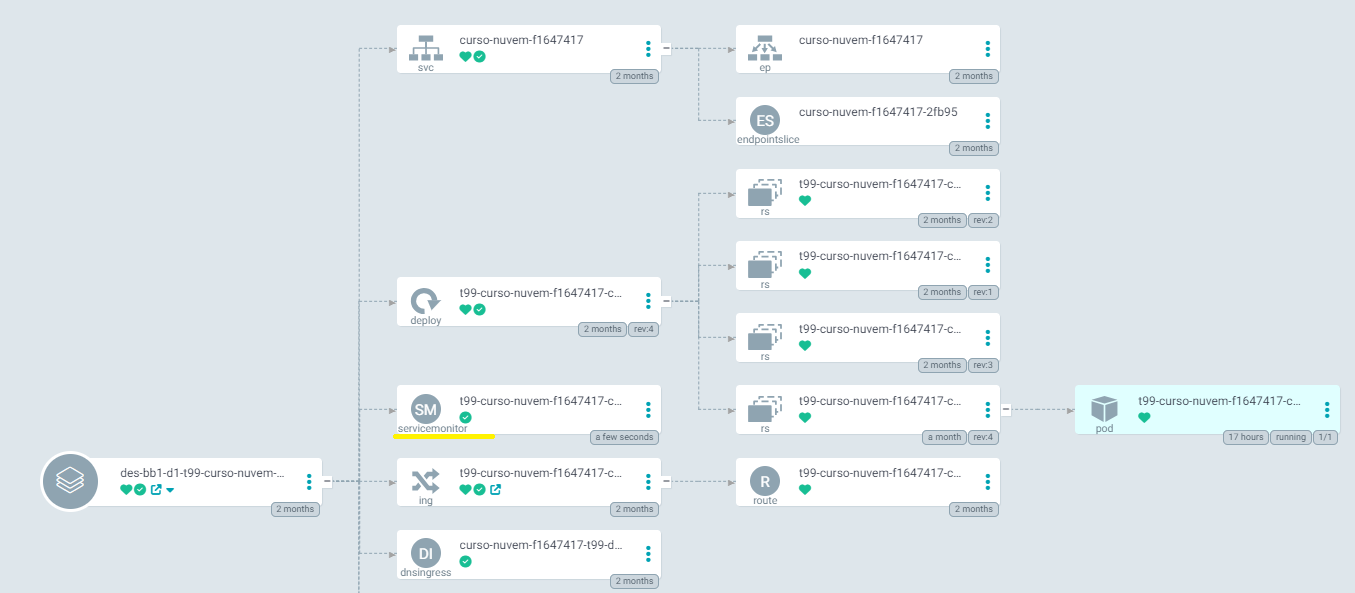 curso-nuvem-f1647417
svc
2 months
curso-nuvem-f1647417
ep
2 months
ES
curso-nuvem-f1647417-2fb95
endpointslice
2 months
t99-curso-nuvem-f1647417-c...
rs
2 months rev:2
t99-curso-nuvem-f1647417-c...
rs
2 months rev:1
t99-curso-nuvem-f1647417-c...
deploy
2 months rev:4
t99-curso-nuvem-f1647417-c...
rs
2 months rev:3
SM
t99-curso-nuvem-f1647417-c...
servicemonitor
a few seconds
t99-curso-nuvem-f1647417-c...
rs
a month rev:4
t99-curso-nuvem-f1647417-c...
pod
17 hours running 1/1
des-bb1-d1-t99-curso-nuvem-...
2 months
t99-curso-nuvem-f1647417-c...
ing
2 months
R
t99-curso-nuvem-f1647417-c...
route
2 months
DI
curso-nuvem-f1647417-t99-d...
dnsingress
2 months